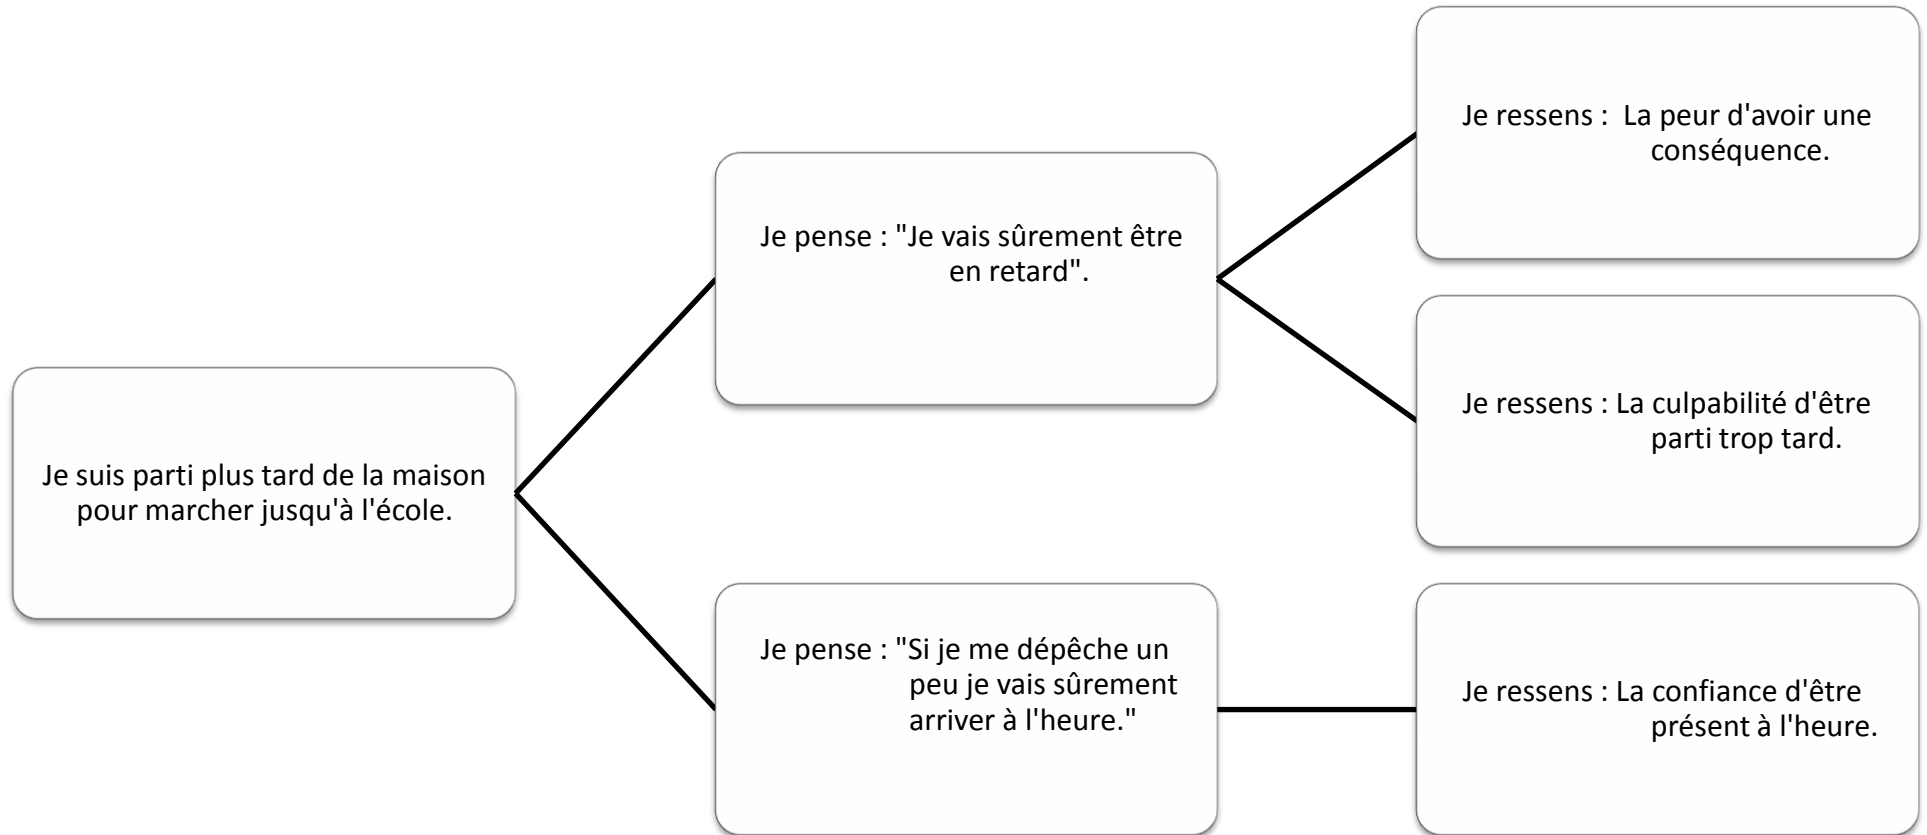 Je suis parti plus tard de la maison
pour marcher jusqu'à l'école.
Je pense : "Je vais sûrement être
en retard".
Je ressens :  La peur d'avoir une
conséquence.
Je ressens : La culpabilité d'être
parti trop tard.
Je pense : "Si je me dépêche un
peu je vais sûrement
arriver à l'heure."
Je ressens : La confiance d'être
présent à l'heure.